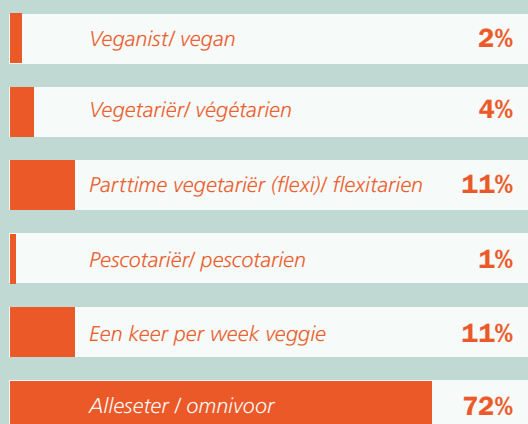 Veganist/ vegan 2%
Vegetariër/ végétarien 4%
Parttime vegetariër (flexi)/ flexitarien 11%
Pescotariër/ pescotarien 1%
Een keer per week veggie 11%
Alleseter / omnivoor 72%